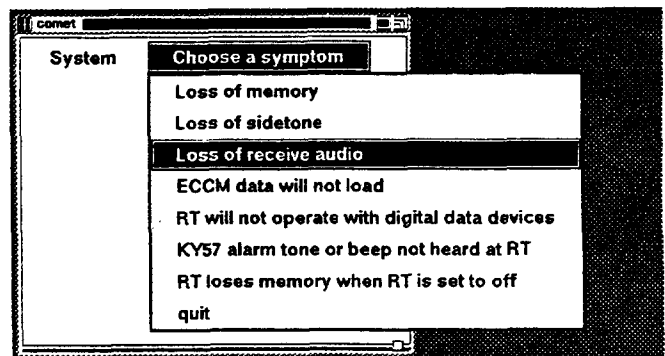 comet
System Choose a symptom
Loss of memory
Loss of sidetone
Loss of receive audio
ECCM data will not load
RT will not operate with digital data devices
KY57 alarm tone or beep not heard at RT
RT loses memory when RT is set to off
quit